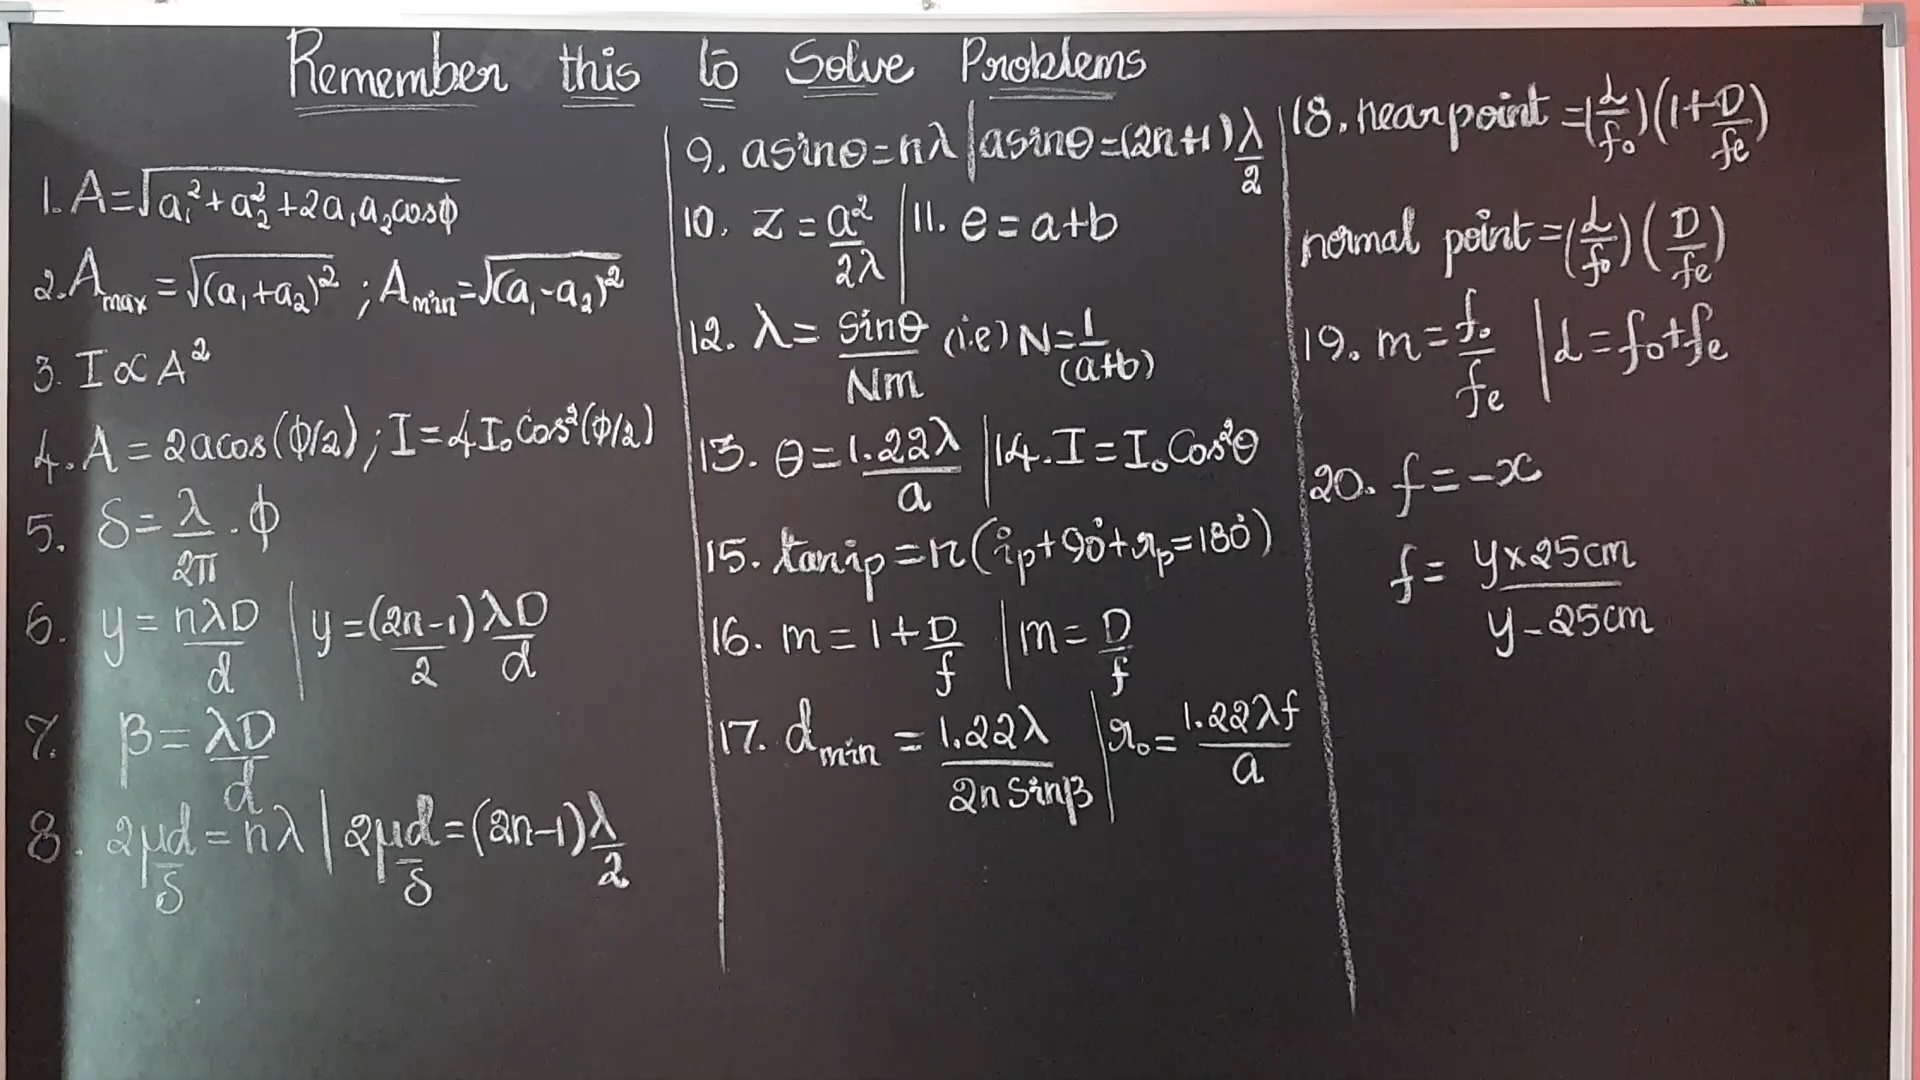 Remember this to Solve Problems
1. A=√(a₁²+a₂²+2a₁a₂cosϕ)
2. Amax = √(a₁+a₂)² ; Amin=√(a₁-a₂)²
3. I∝A²
4. A = 2acos(ϕ/2) ; I=4I₀Cos²(ϕ/2)
5. δ=λ/2π . ϕ
6. y = nλD/d | y=(2n-1)/2 λD/d
7. β=λD/d
8. 2μd/δ=nλ | 2μd/δ=(2n-1)λ/2
9. asinθ=nλ | asinθ=(2n+1)λ/2
10. Z=a²/2λ | 11. e=a+b
12. λ= Sinθ/Nm (i.e) N=1/(a+b)
13. θ=1.22λ/a | 14. I=I₀Cos²θ
15. tanip=n(ip+90°+rp=180°)
16. m=1+D/f | m=D/f
17. dmin = 1.22λ/2n Sinβ | r₀=1.22λf/a
18. near point =(L/f₀)(1+D/fe)
normal point=(L/f₀)(D/fe)
19. m=f₀/fe | L=f₀+fe
20. f=-x
f= y×25cm/y-25cm